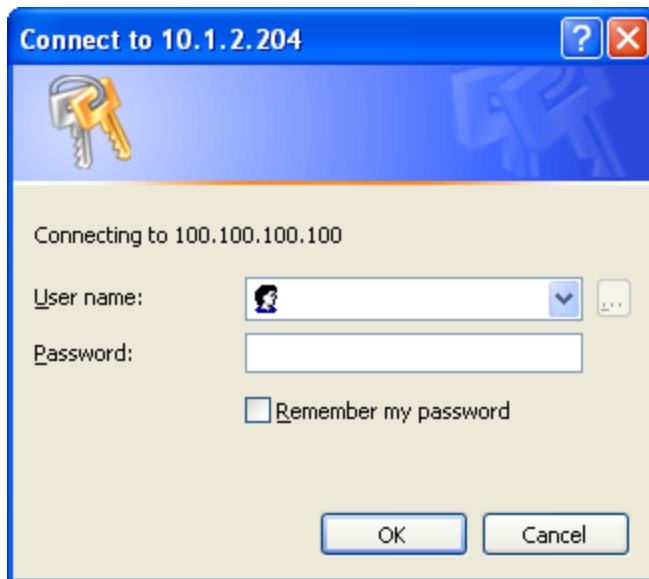 Connect to 10.1.2.204
?
Connecting to 100.100.100.100
User name:
...
Password:
Remember my password
OK Cancel